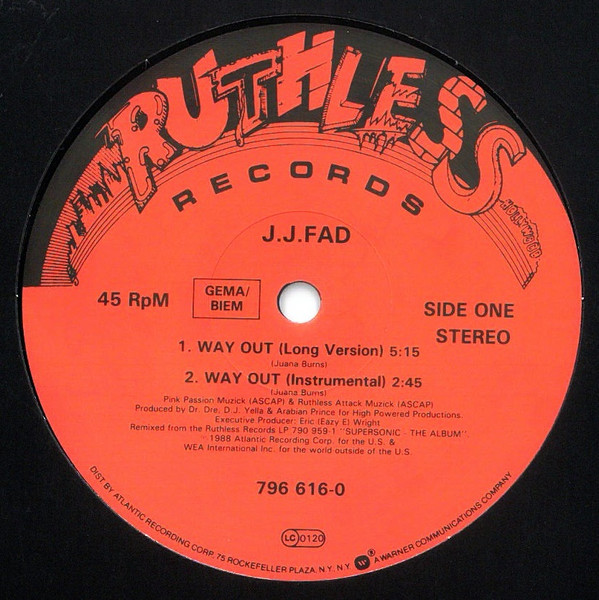 RUTHLESS
RECORDS
HOLLYWOOD
J.J.FAD
45 RpM
GEMA/
BIEM
SIDE ONE
STEREO
1. WAY OUT (Long Version) 5:15
(Juana Burns)
2. WAY OUT (Instrumental) 2:45
(Juana Burns)
Pink Passion Muzick (ASCAP) & Ruthless Attack Muzick (ASCAP)
Produced by Dr. Dre, D.J. Yella & Arabian Prince for High Powered Productions.
Executive Producer: Eric (Eazy E) Wright
Remixed from the Ruthless Records LP 790 959-1 "SUPERSONIC - THE ALBUM".
1988 Atlantic Recording Corp. for the U.S. &
WEA International Inc. for the world outside of the U.S.
796 616-0
LC 0120
DIST BY ATLANTIC RECORDING CORP. 75 ROCKEFELLER PLAZA, N.Y. N.Y. W ® A WARNER COMMUNICATIONS COMPANY